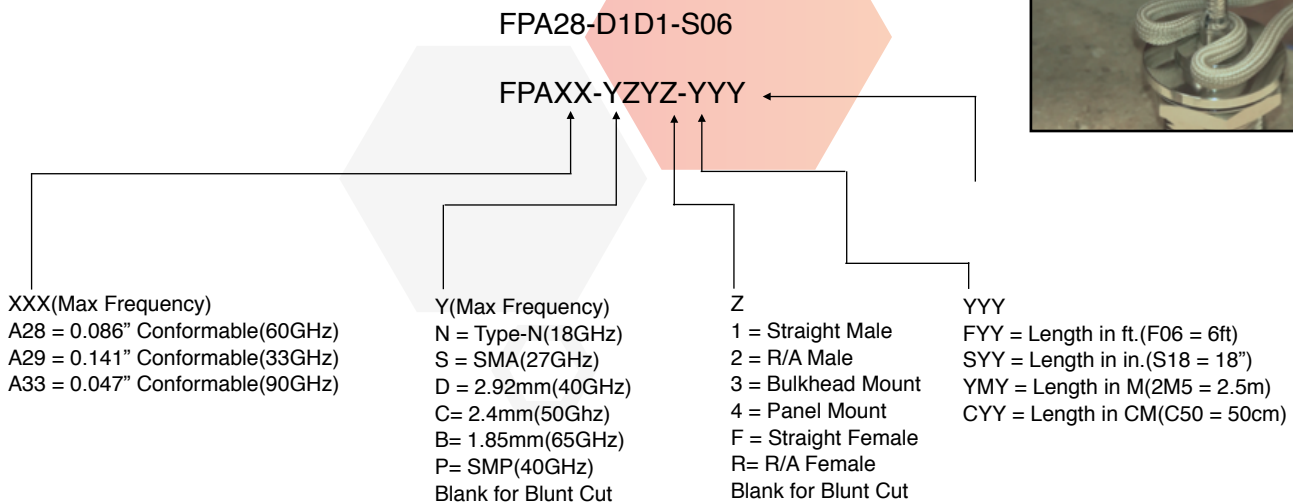 FPA28-D1D1-S06
FPAXX-YZYZ-YYY
XXX(Max Frequency)
A28 = 0.086” Conformable(60GHz)
A29 = 0.141” Conformable(33GHz)
A33 = 0.047” Conformable(90GHz)
Y(Max Frequency)
N = Type-N(18GHz)
S = SMA(27GHz)
D = 2.92mm(40GHz)
C= 2.4mm(50Ghz)
B= 1.85mm(65GHz)
P= SMP(40GHz)
Blank for Blunt Cut
Z
1 = Straight Male
2 = R/A Male
3 = Bulkhead Mount
4 = Panel Mount
F = Straight Female
R= R/A Female
Blank for Blunt Cut
YYY
FYY = Length in ft.(F06 = 6ft)
SYY = Length in in.(S18 = 18”)
YMY = Length in M(2M5 = 2.5m)
CYY = Length in CM(C50 = 50cm)